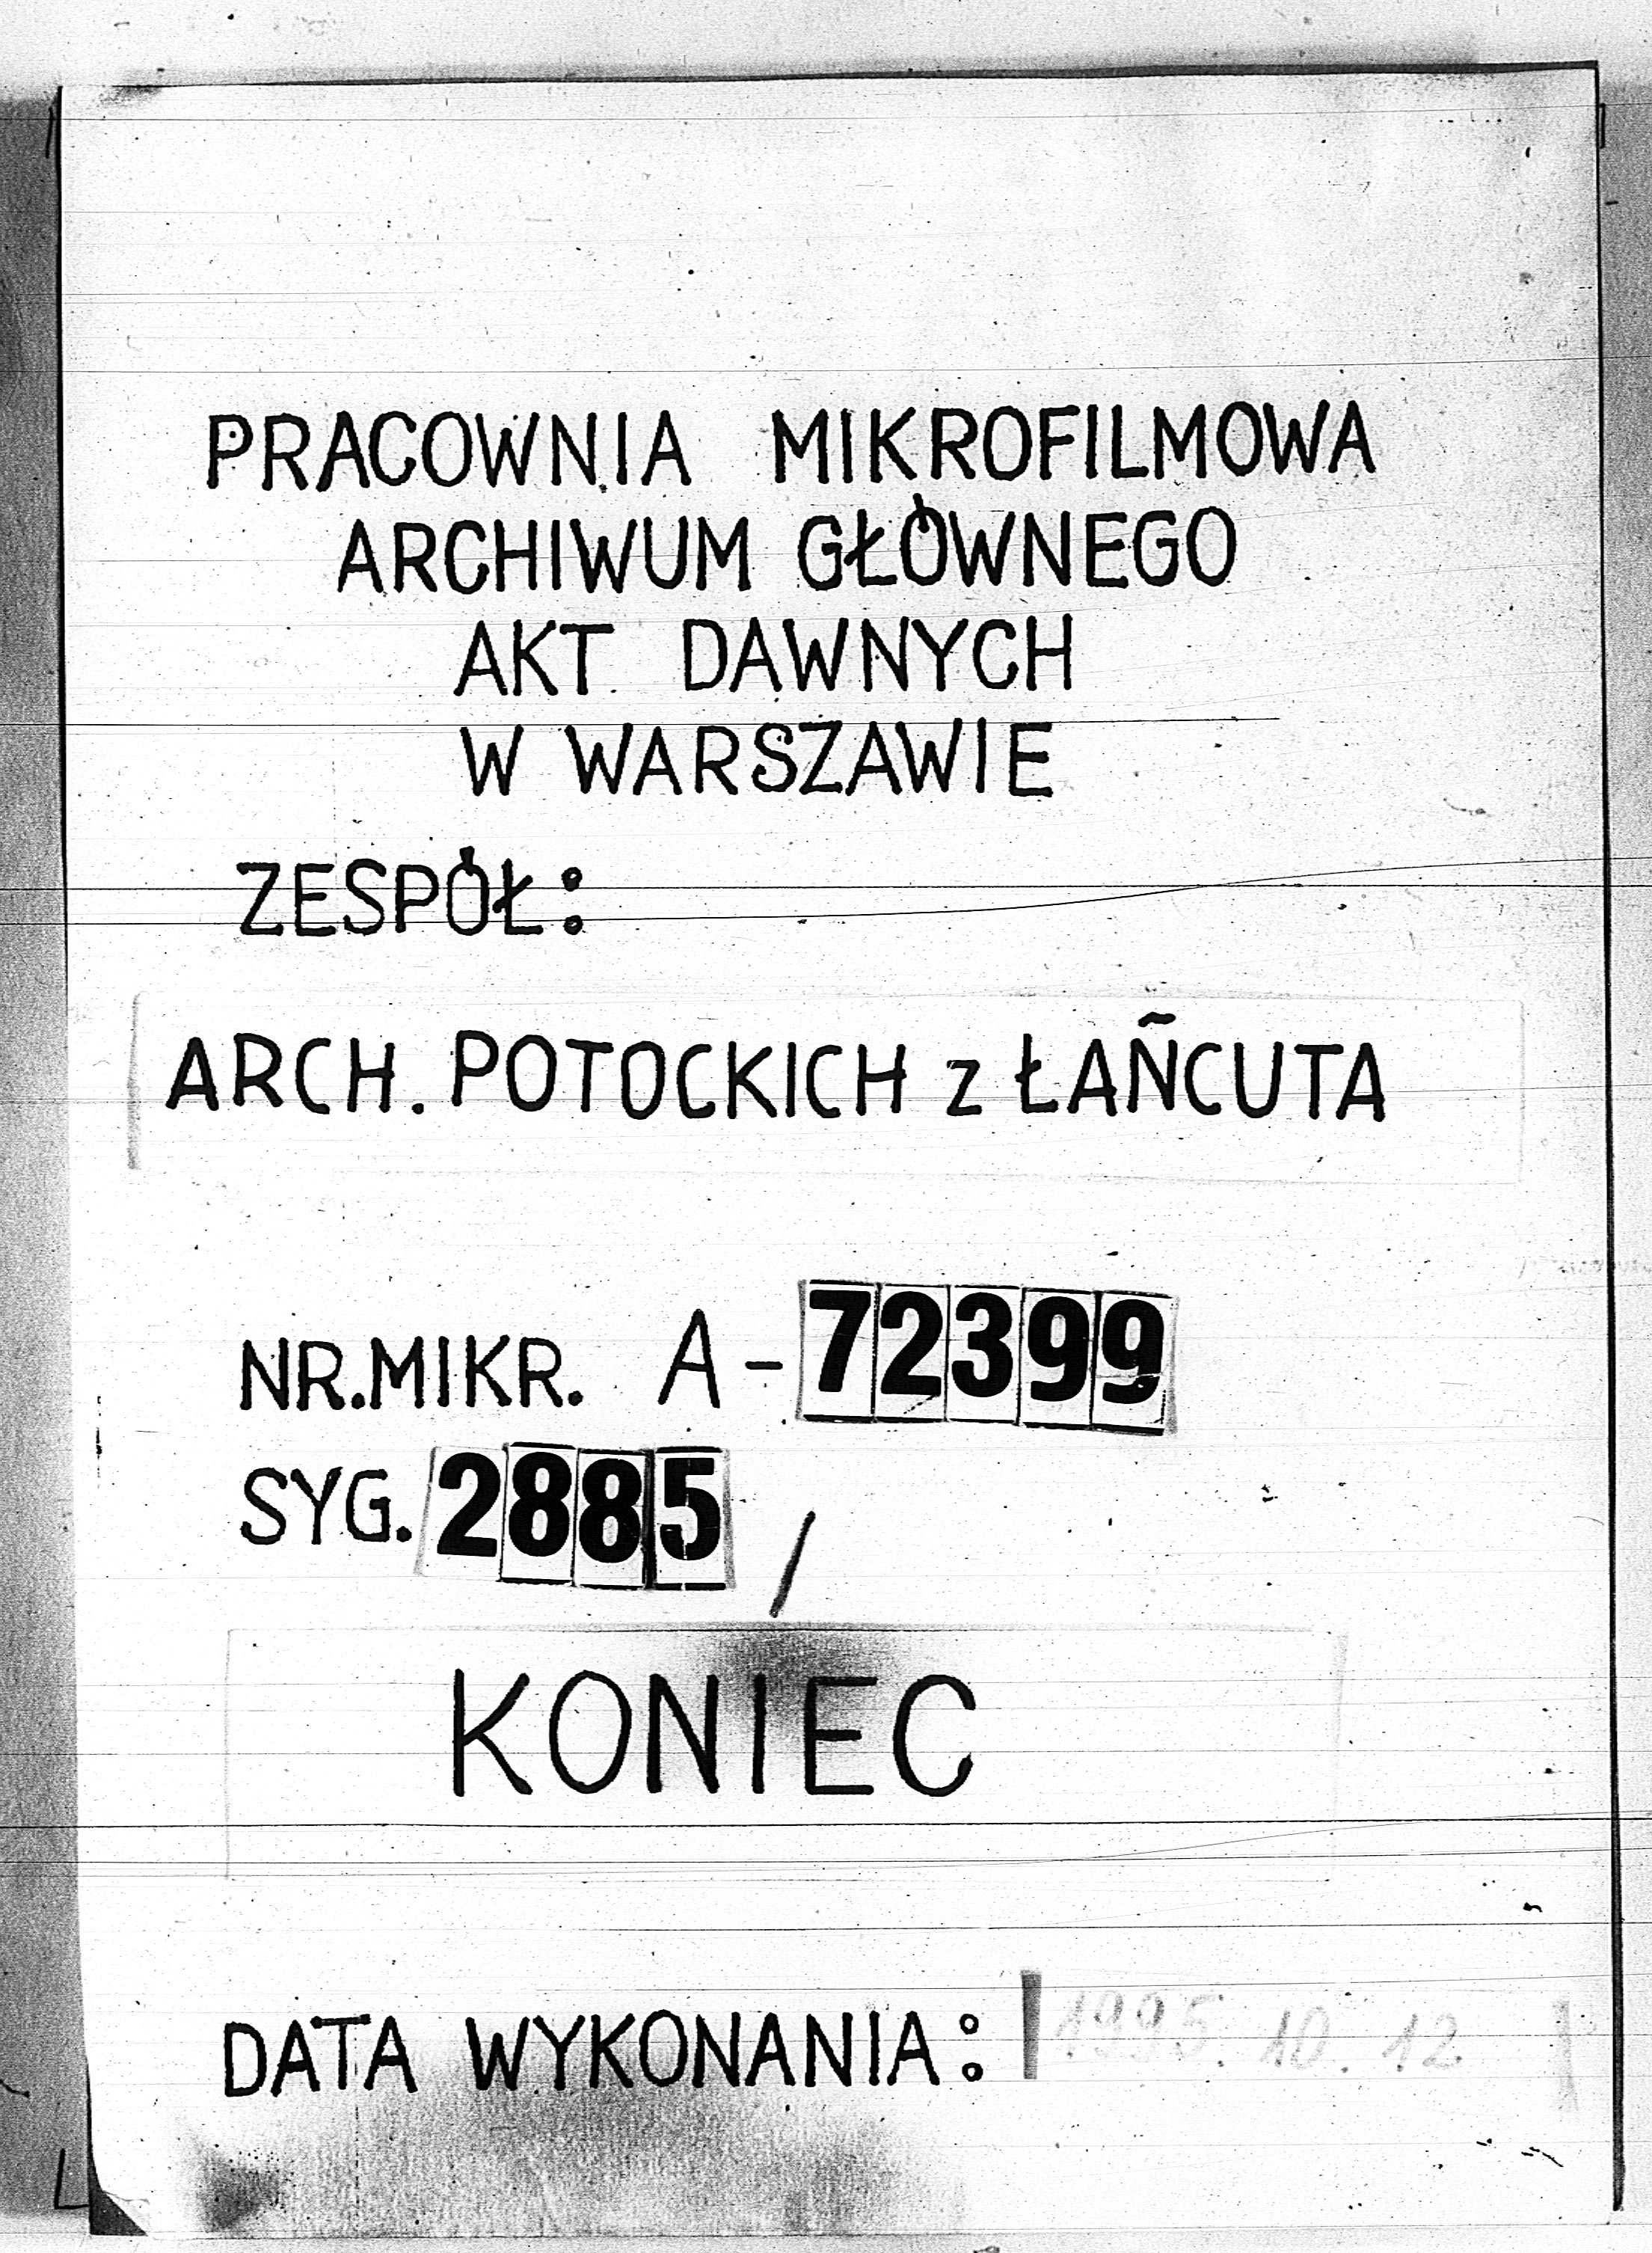 PRACOWNIA MIKROFILMOWA
ARCHIWUM GŁÓWNEGO
AKT DAWNYCH
W WARSZAWIE
ZESPÓŁ:
ARCH. POTOCKICH z ŁAŃCUTA
NR. MIKR. A-72399
SYG. 2885 /
KONIEC
DATA WYKONANIA: 1995. 10. 12